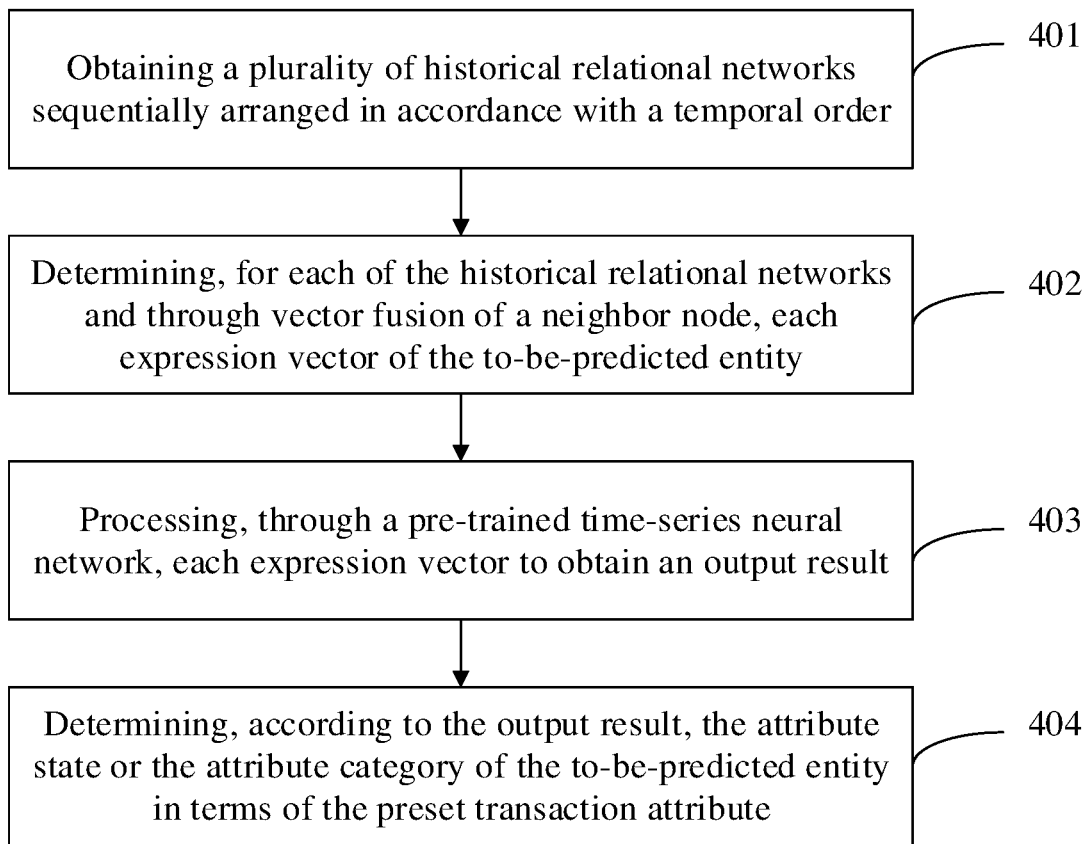 Obtaining a plurality of historical relational networks
sequentially arranged in accordance with a temporal order
401
Determining, for each of the historical relational networks
and through vector fusion of a neighbor node, each
expression vector of the to-be-predicted entity
402
Processing, through a pre-trained time-series neural
network, each expression vector to obtain an output result
403
Determining, according to the output result, the attribute
state or the attribute category of the to-be-predicted entity
in terms of the preset transaction attribute
404